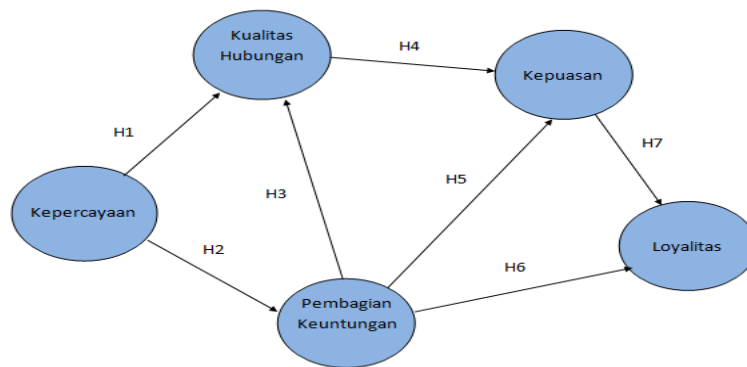 Kualitas
Hubungan
H4
Kepuasan
H1
H7
H3
H5
Kepercayaan
H2
Loyalitas
H6
Pembagian
Keuntungan